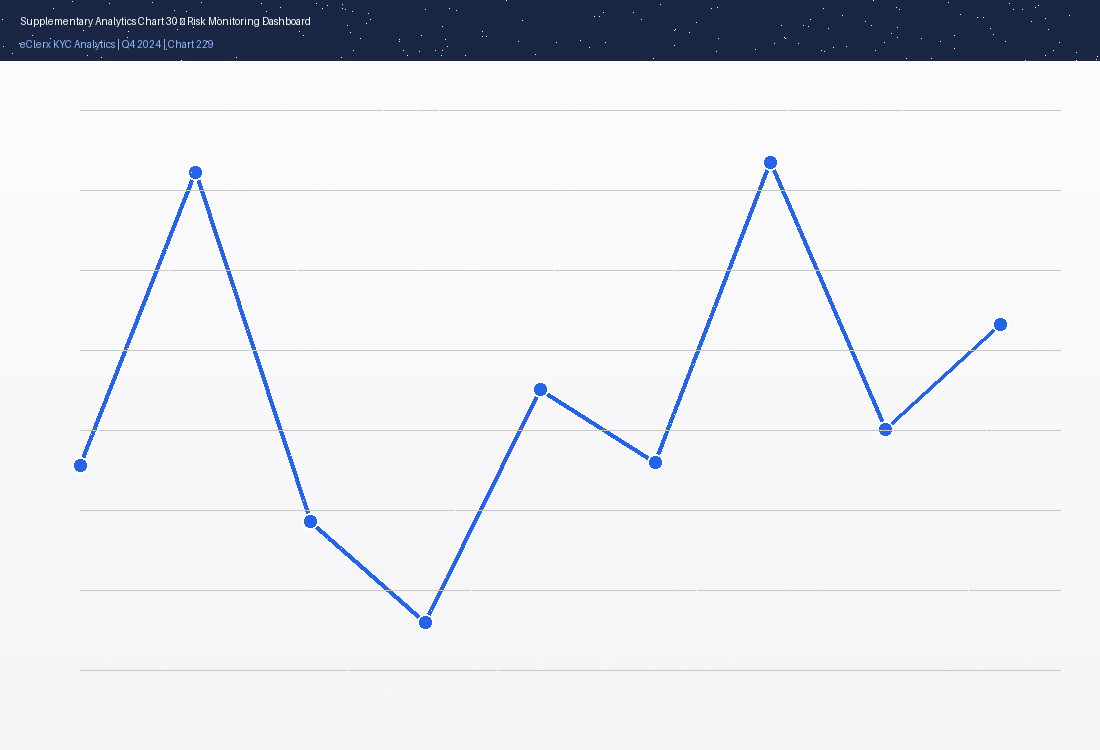 Supplementary Analytics Chart 30 ▯ Risk Monitoring Dashboard
eClerx KYC Analytics | Q4 2024 | Chart 229